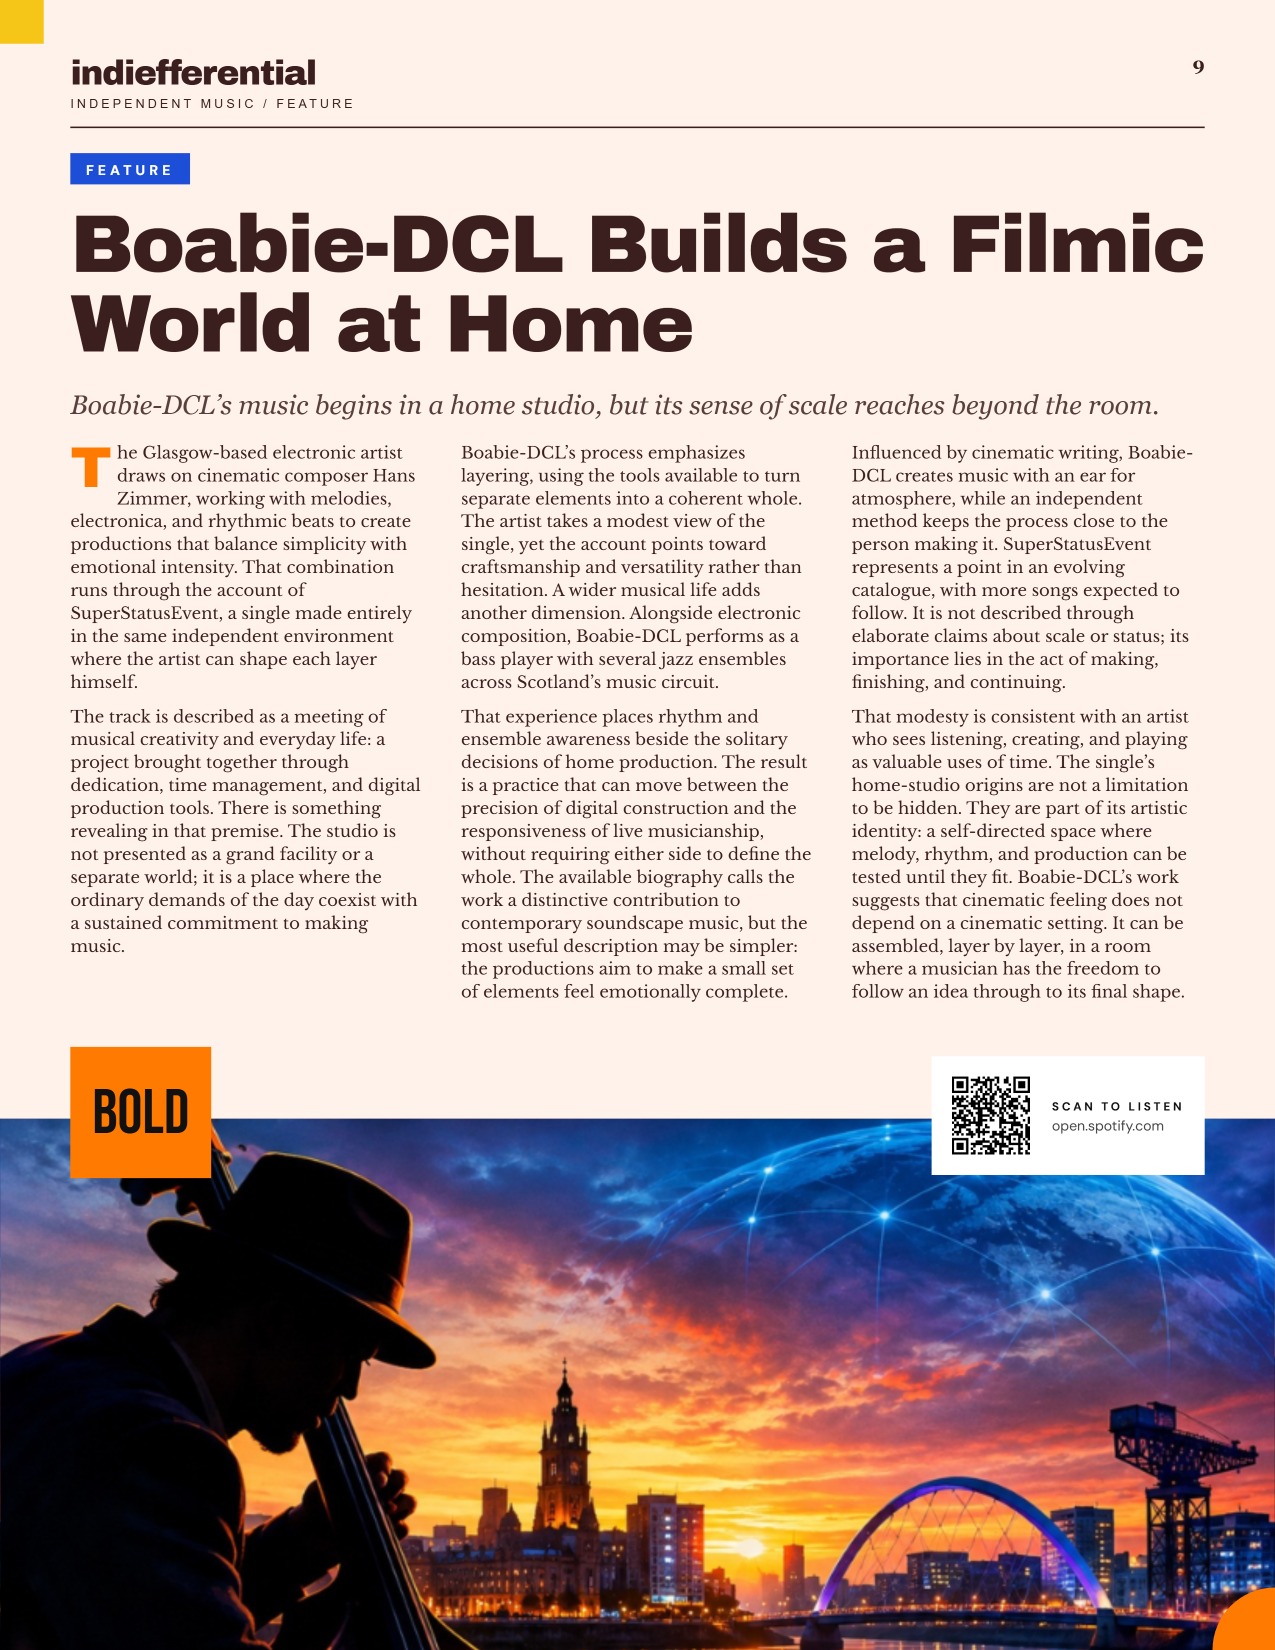 indiefferential
9
INDEPENDENT MUSIC / FEATURE
FEATURE
Boabie-DCL Builds a Filmic
World at Home
Boabie-DCL’s music begins in a home studio, but its sense of scale reaches beyond the room.
The Glasgow-based electronic artist
draws on cinematic composer Hans
Zimmer, working with melodies,
electronica, and rhythmic beats to create
productions that balance simplicity with
emotional intensity. That combination
runs through the account of
SuperStatusEvent, a single made entirely
in the same independent environment
where the artist can shape each layer
himself.
The track is described as a meeting of
musical creativity and everyday life: a
project brought together through
dedication, time management, and digital
production tools. There is something
revealing in that premise. The studio is
not presented as a grand facility or a
separate world; it is a place where the
ordinary demands of the day coexist with
a sustained commitment to making
music.
Boabie-DCL’s process emphasizes
layering, using the tools available to turn
separate elements into a coherent whole.
The artist takes a modest view of the
single, yet the account points toward
craftsmanship and versatility rather than
hesitation. A wider musical life adds
another dimension. Alongside electronic
composition, Boabie-DCL performs as a
bass player with several jazz ensembles
across Scotland’s music circuit.
That experience places rhythm and
ensemble awareness beside the solitary
decisions of home production. The result
is a practice that can move between the
precision of digital construction and the
responsiveness of live musicianship,
without requiring either side to define the
whole. The available biography calls the
work a distinctive contribution to
contemporary soundscape music, but the
most useful description may be simpler:
the productions aim to make a small set
of elements feel emotionally complete.
Influenced by cinematic writing, Boabie-
DCL creates music with an ear for
atmosphere, while an independent
method keeps the process close to the
person making it. SuperStatusEvent
represents a point in an evolving
catalogue, with more songs expected to
follow. It is not described through
elaborate claims about scale or status; its
importance lies in the act of making,
finishing, and continuing.
That modesty is consistent with an artist
who sees listening, creating, and playing
as valuable uses of time. The single’s
home-studio origins are not a limitation
to be hidden. They are part of its artistic
identity: a self-directed space where
melody, rhythm, and production can be
tested until they fit. Boabie-DCL’s work
suggests that cinematic feeling does not
depend on a cinematic setting. It can be
assembled, layer by layer, in a room
where a musician has the freedom to
follow an idea through to its final shape.
BOLD
SCAN TO LISTEN
open.spotify.com